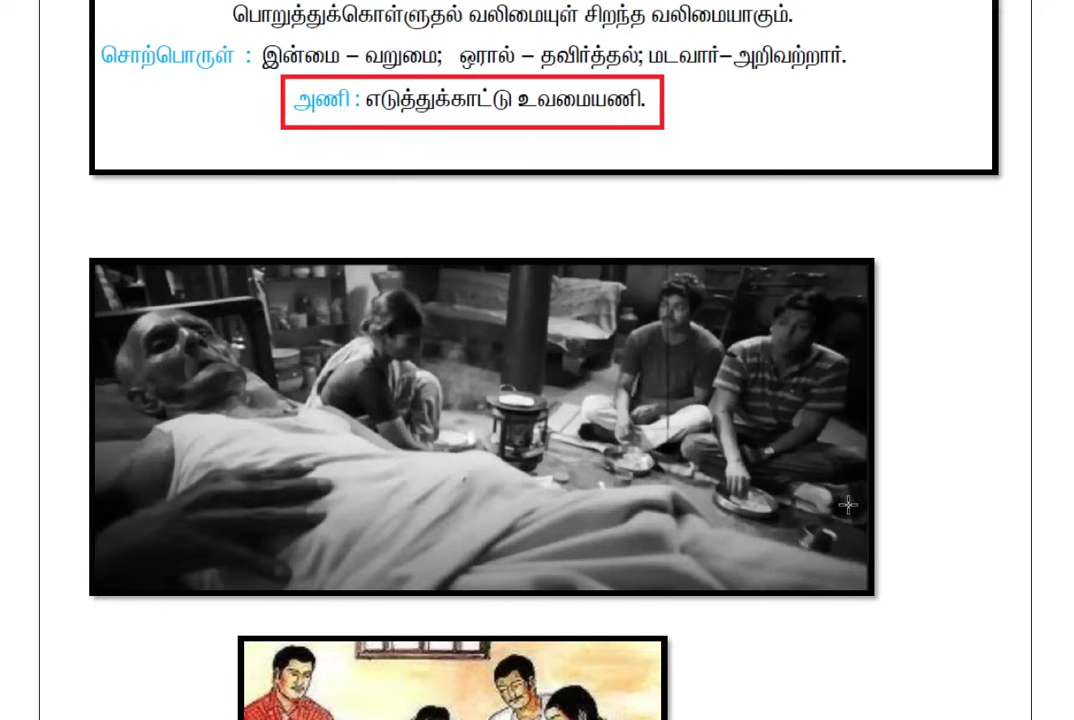 பொறுத்துக்கொள்ளுதல் வலிமையுள் சிறந்த வலிமையாகும்.
சொற்பொருள் : இன்மை – வறுமை; ஒரால் – தவிர்த்தல்; மடவார்–அறிவற்றார்.
அணி : எடுத்துக்காட்டு உவமையணி.